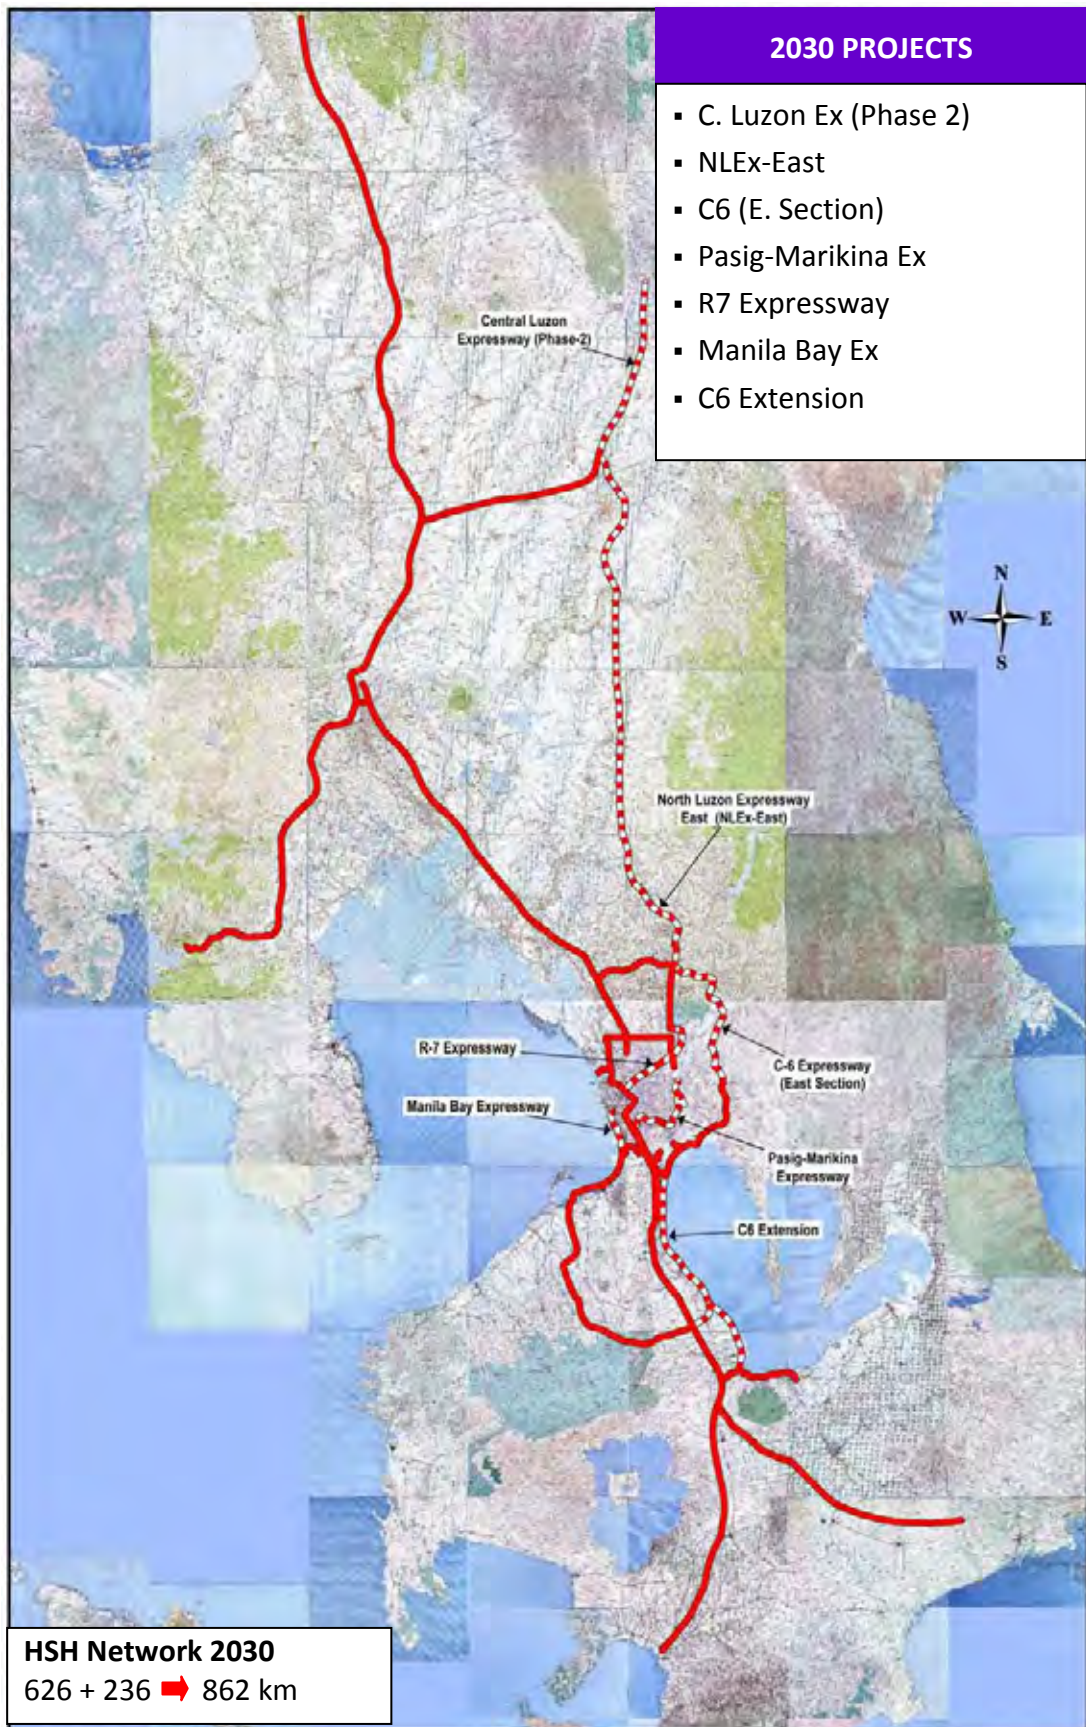 2030 PROJECTS
▪ C. Luzon Ex (Phase 2)
▪ NLEx-East
▪ C6 (E. Section)
▪ Pasig-Marikina Ex
▪ R7 Expressway
▪ Manila Bay Ex
▪ C6 Extension
Central Luzon
Expressway (Phase-2)
N
W E
S
North Luzon Expressway
East (NLEx-East)
R-7 Expressway
C-6 Expressway
(East Section)
Manila Bay Expressway
Pasig-Marikina
Expressway
C6 Extension
HSH Network 2030
626 + 236 ➡ 862 km